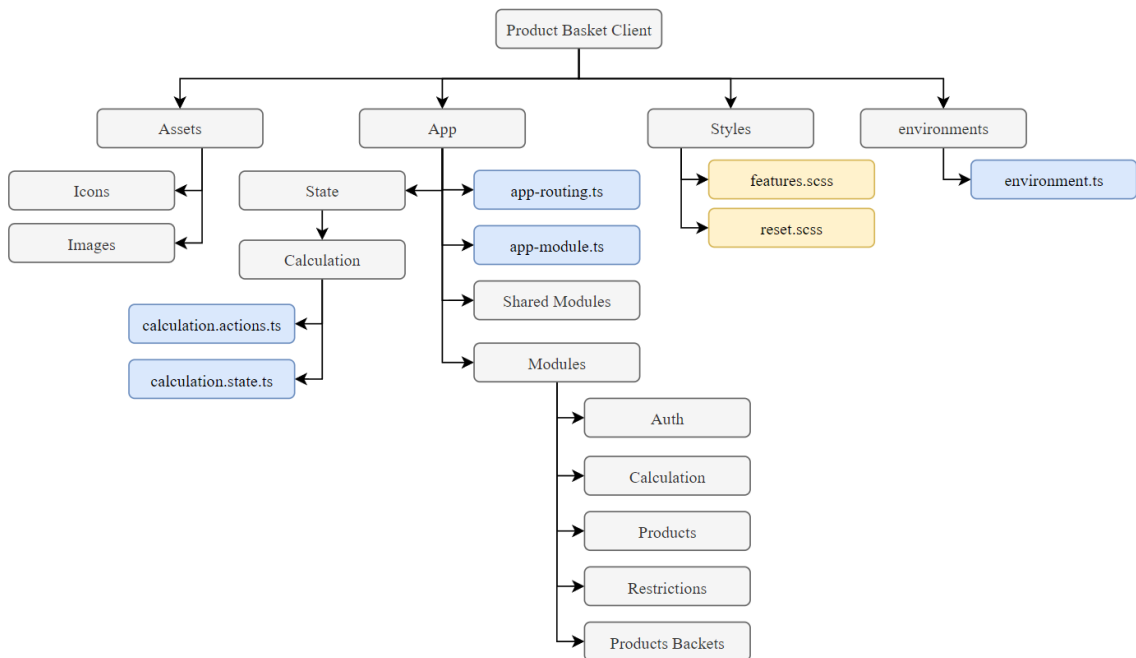 Product Basket Client
Assets
App
Styles
environments
Icons
State
app-routing.ts
features.scss
environment.ts
Images
Calculation
app-module.ts
reset.scss
Shared Modules
calculation.actions.ts
Modules
calculation.state.ts
Auth
Calculation
Products
Restrictions
Products Backets